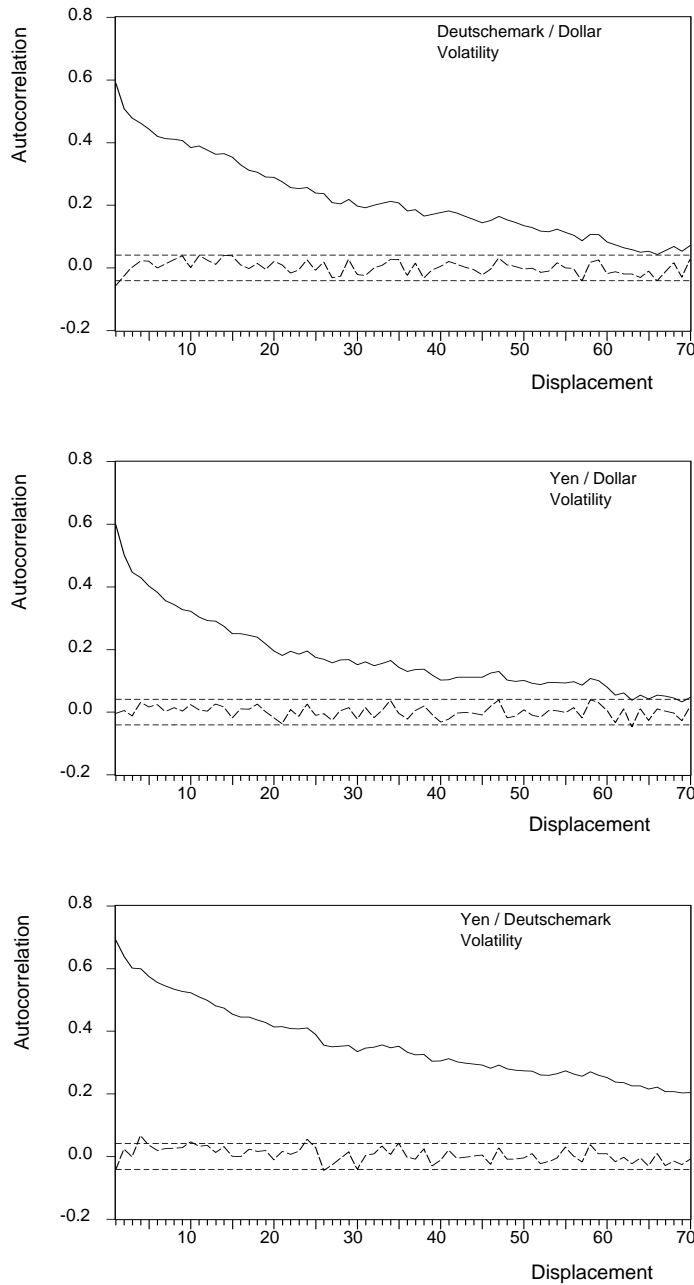 0.8
Deutschemark / Dollar
Volatility
0.6
Autocorrelation
0.4
0.2
0.0
-0.2
10 20 30 40 50 60 70
Displacement
0.8
Yen / Dollar
Volatility
0.6
Autocorrelation
0.4
0.2
0.0
-0.2
10 20 30 40 50 60 70
Displacement
0.8
Yen / Deutschemark
Volatility
0.6
Autocorrelation
0.4
0.2
0.0
-0.2
10 20 30 40 50 60 70
Displacement